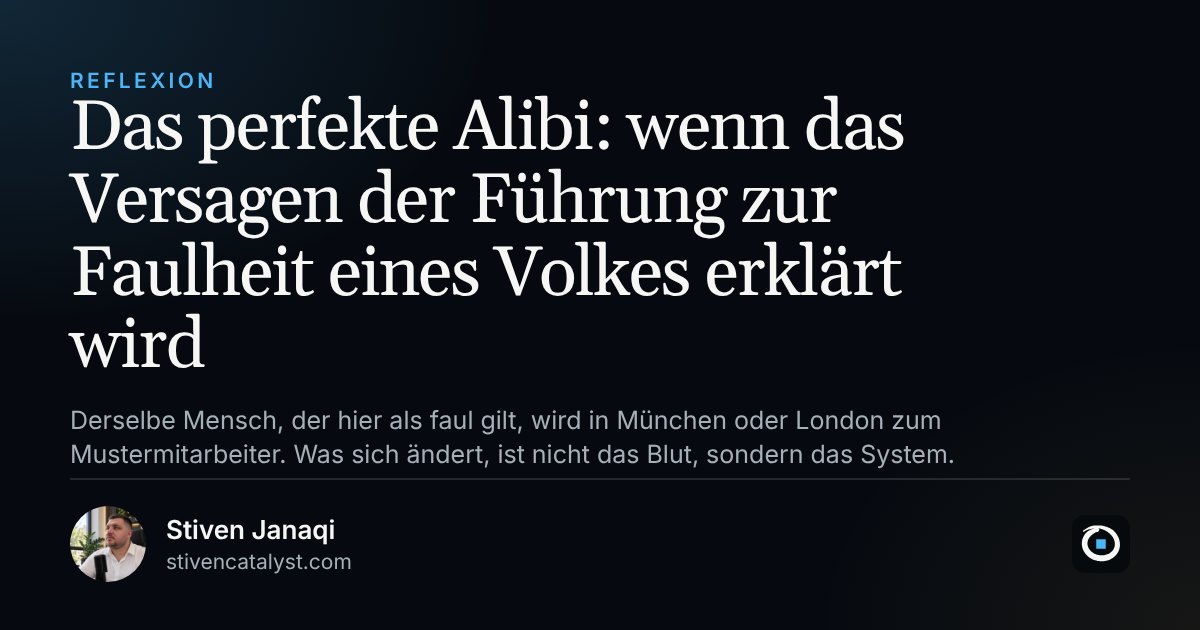 REFLEXION
Das perfekte Alibi: wenn das
Versagen der Führung zur
Faulheit eines Volkes erklärt
wird
Derselbe Mensch, der hier als faul gilt, wird in München oder London zum
Mustermitarbeiter. Was sich ändert, ist nicht das Blut, sondern das System.
Stiven Janaqi
stivencatalyst.com